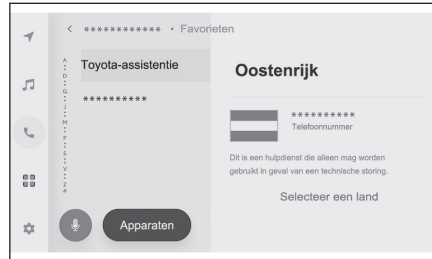 ************ • Favorieten
Toyota-assistentie
**********
A
D
G
J
M
P
S
V
Z
#
Apparaten
Oostenrijk
**********
Telefoonnummer
Dit is een hulpdienst die alleen mag worden
gebruikt in geval van een technische storing.
Selecteer een land